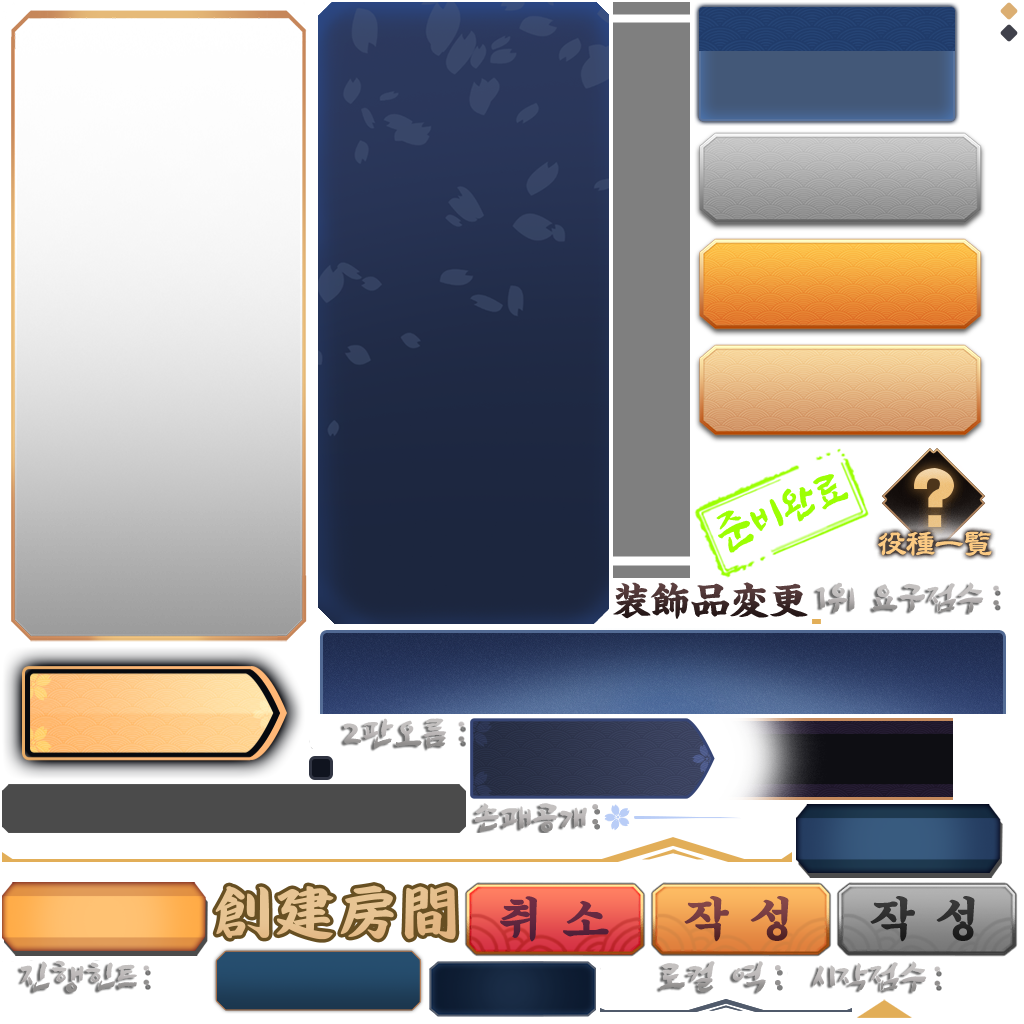 준비완료
?
役種一覧
装飾品変更
1위 요구점수:
2판오름:
손패공개:
創建房間
취소
작성
작성
진행힌트:
로컬 역:
시작점수: